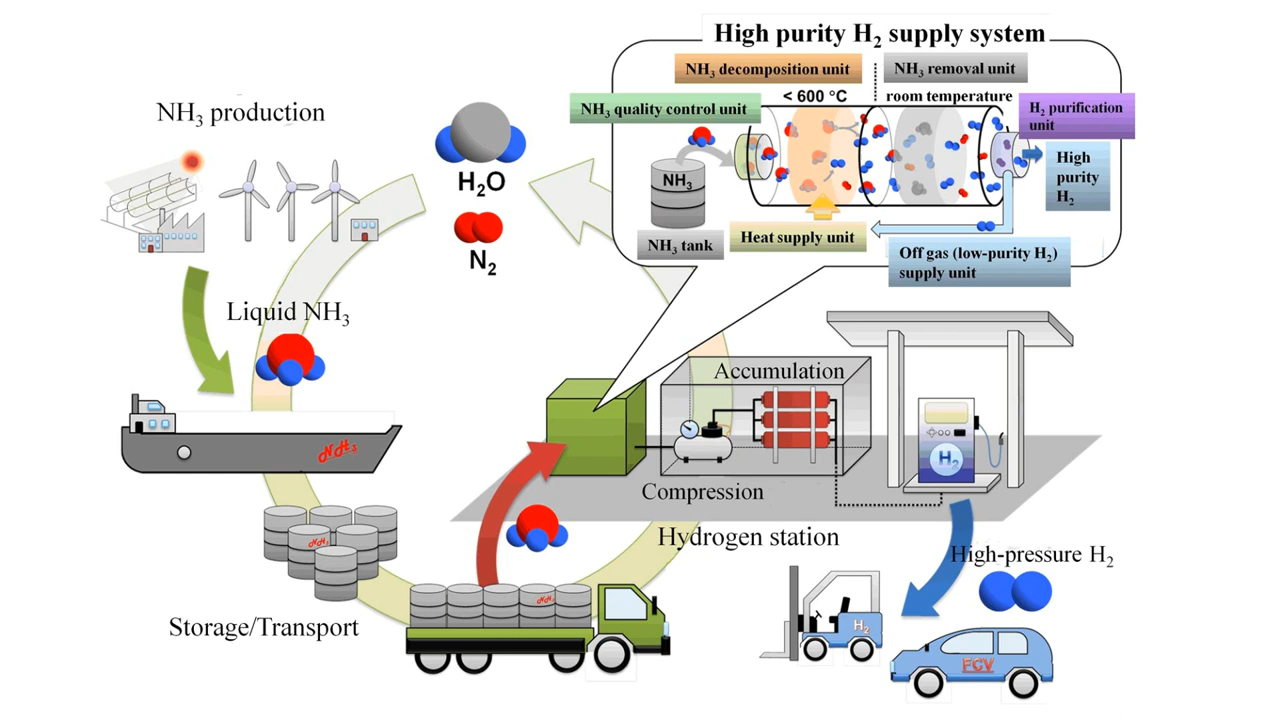 High purity H₂ supply system
NH₃ decomposition unit
NH₃ removal unit
< 600 °C
room temperature
NH₃ quality control unit
H₂ purification
unit
NH₃
High
purity
H₂
NH₃ tank
Heat supply unit
Off gas (low-purity H₂)
supply unit
NH₃ production
H₂O
N₂
Liquid NH₃
NH₃
NH₃
Storage/Transport
NH₃
Accumulation
Compression
H₂
Hydrogen station
High-pressure H₂
H₂
FCV